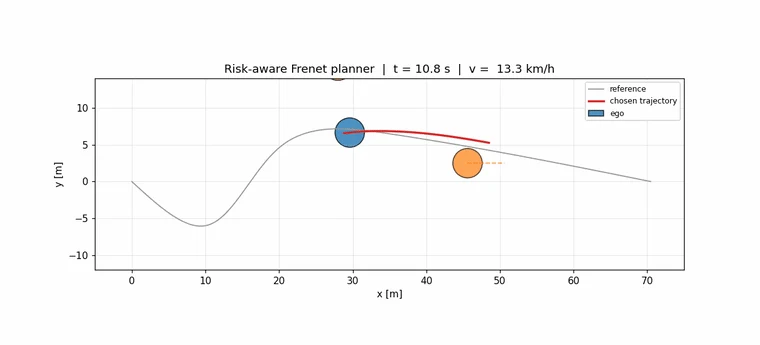 Risk-aware Frenet planner | t = 10.8 s | v = 13.3 km/h
reference
chosen trajectory
ego
y [m]
10
5
0
−5
−10
0 10 20 30 40 50 60 70
x [m]